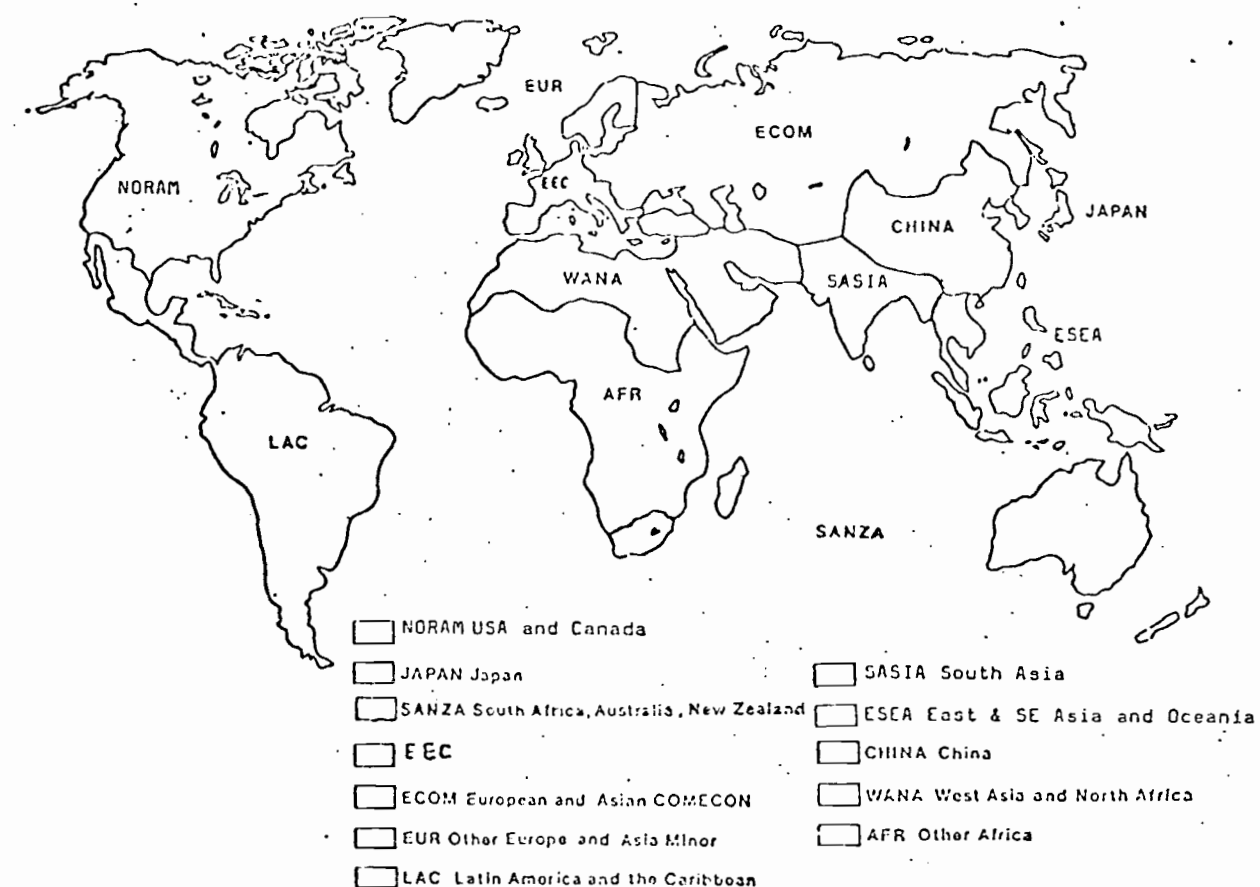 EUR
ECOM
NORAM
EEC
JAPAN
CHINA
WANA
SASIA
ESEA
AFR
LAC
SANZA
NORAM USA and Canada
JAPAN Japan
SANZA South Africa, Australia, New Zealand
EEC
ECOM European and Asian COMECON
EUR Other Europe and Asia Minor
LAC Latin America and the Caribbean
SASIA South Asia
ESEA East & SE Asia and Oceania
CHINA China
WANA West Asia and North Africa
AFR Other Africa